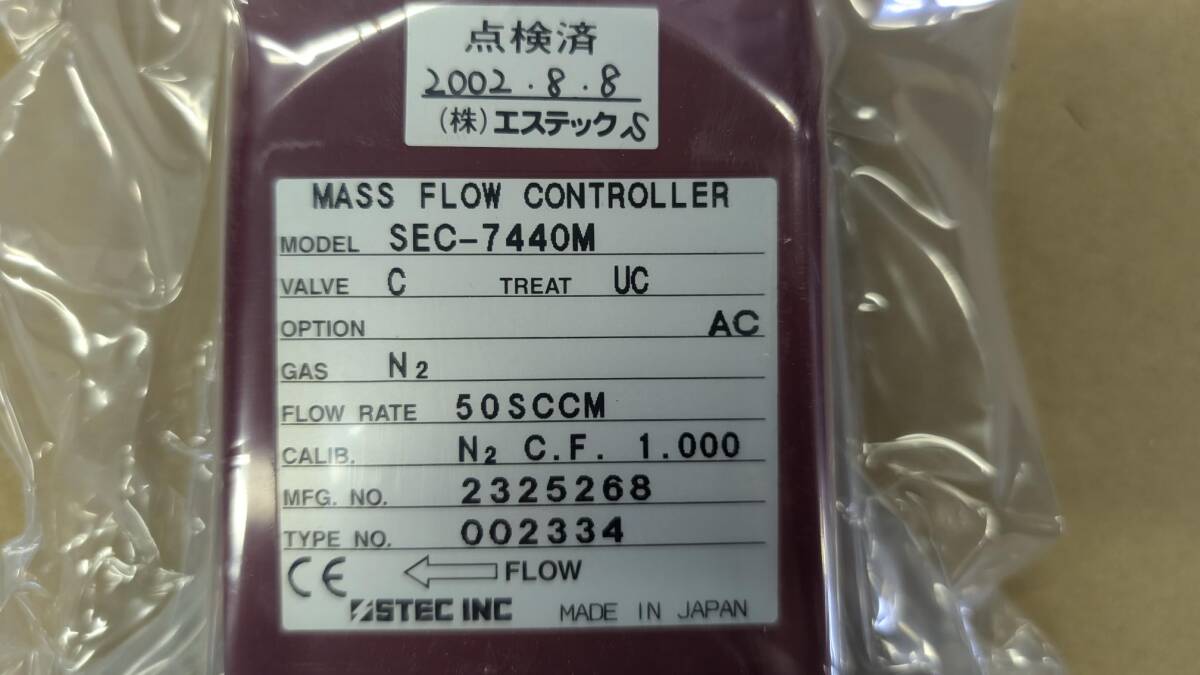 点検済
2002.8.8
(株)エステック
MASS FLOW CONTROLLER
MODEL SEC-7440M
VALVE C TREAT UC
OPTION AC
GAS N₂
FLOW RATE 50SCCM
CALIB. N₂ C.F. 1.000
MFG. NO. 2325268
TYPE NO. 002334
CE FLOW
STEC INC MADE IN JAPAN